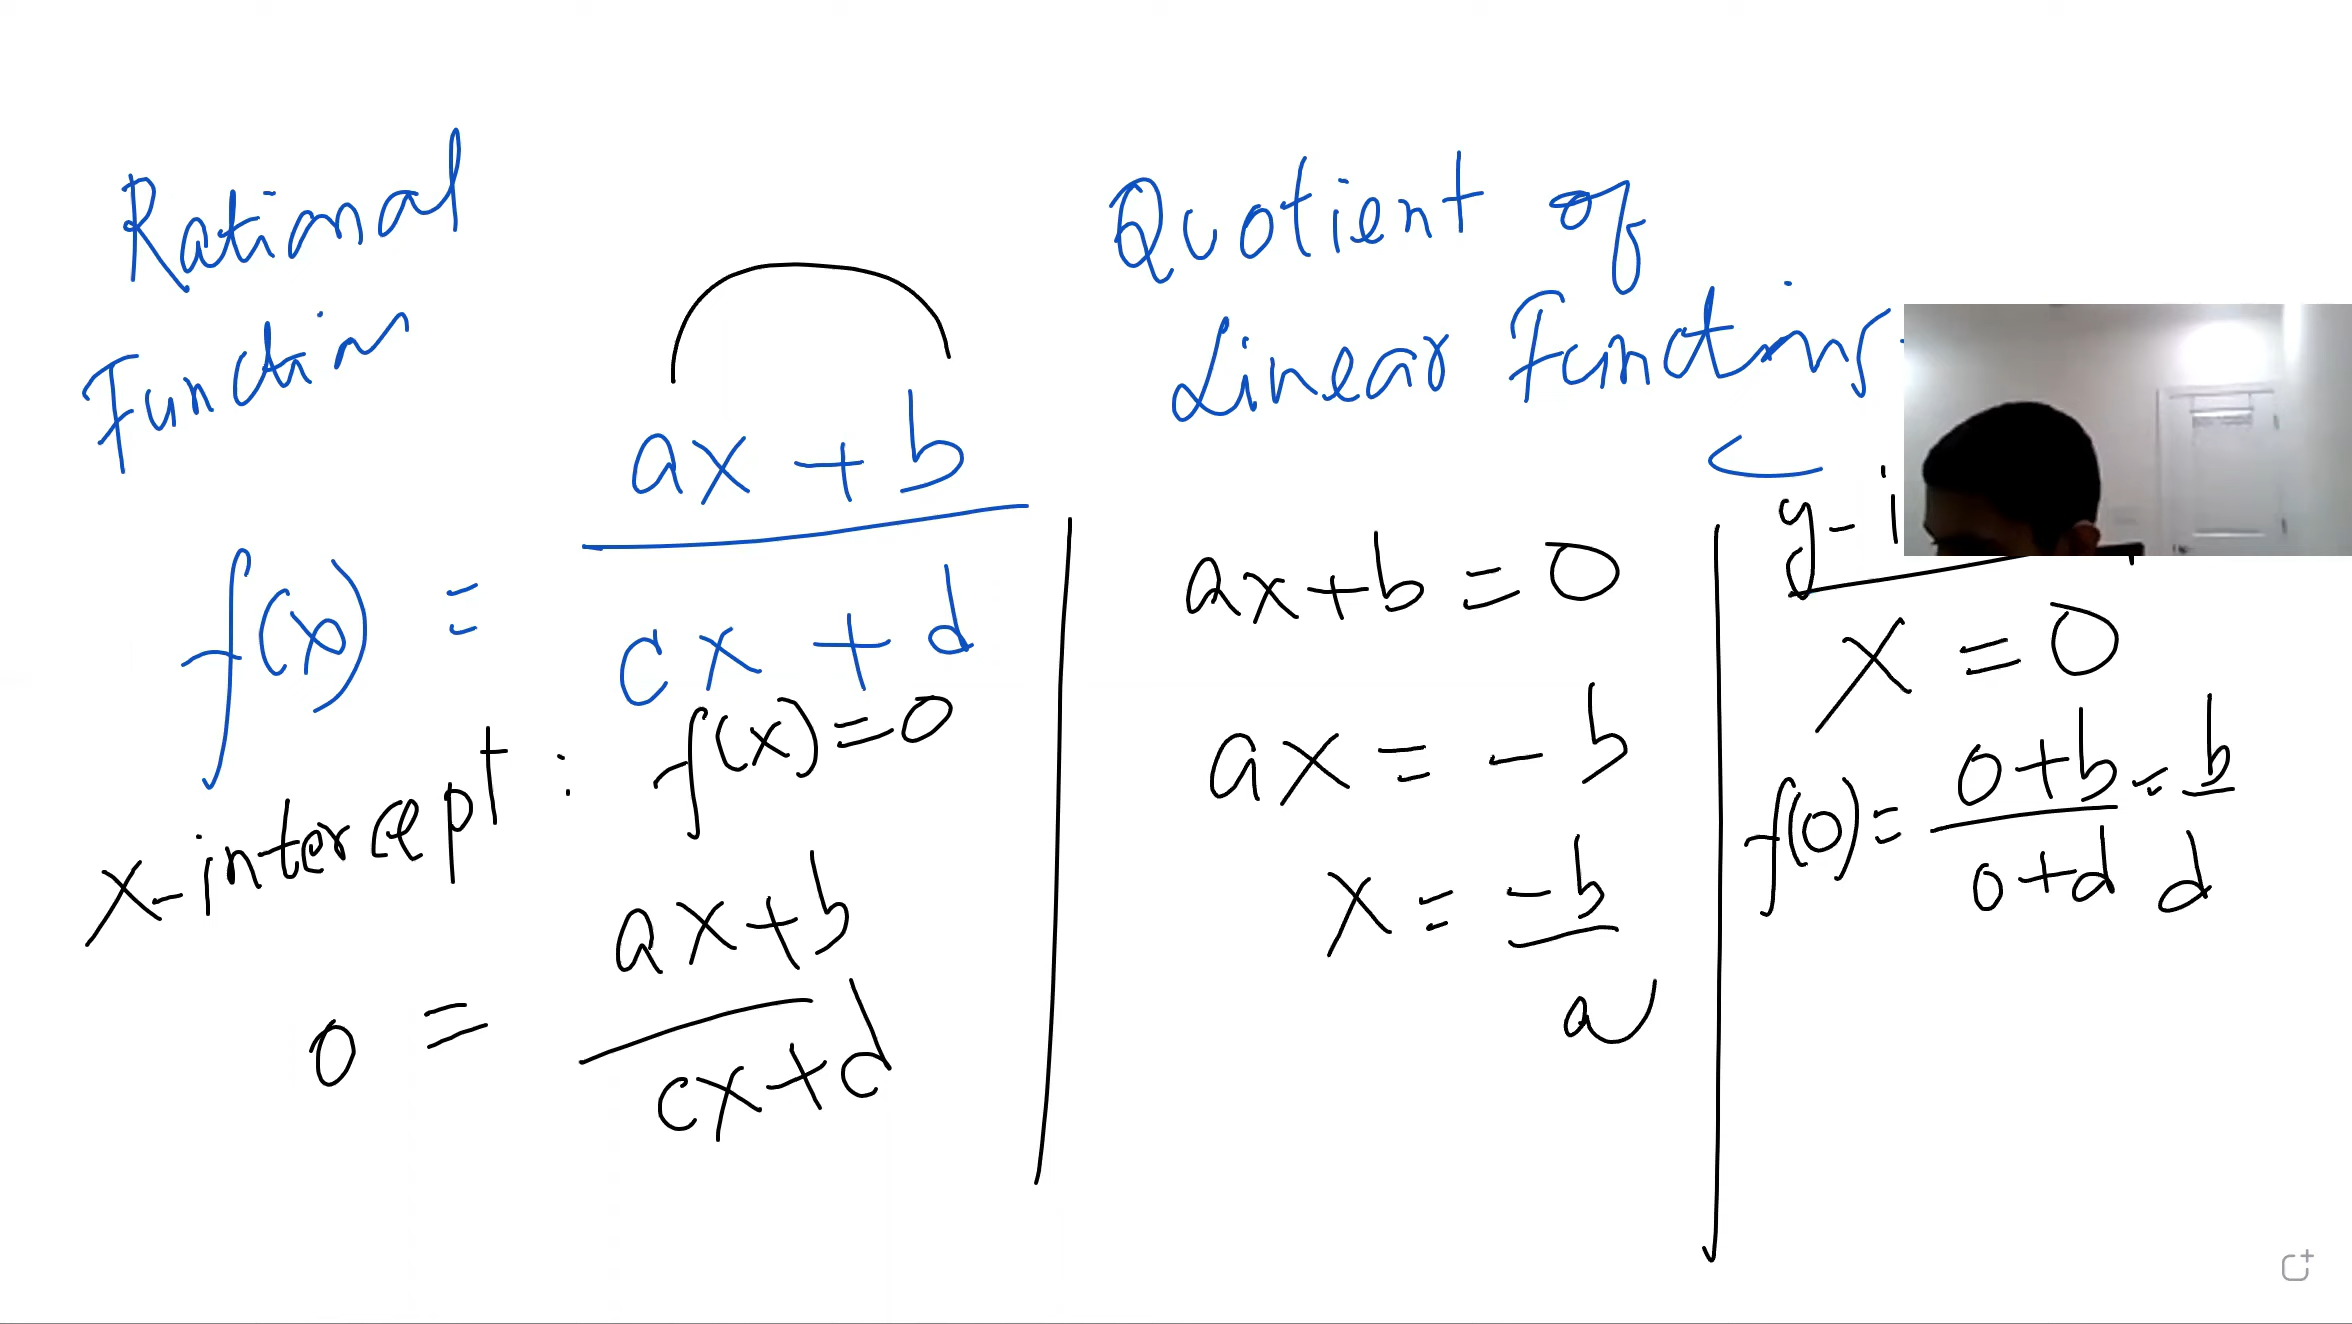 Rational
Function
f(x) = (ax + b)/(cx + d)
x-intercept : f(x) = 0
0 = (ax+b)/(cx+d)
Quotient of
Linear Functions
ax+b = 0
ax = -b
x = -b/a
y-i
x = 0
f(0) = (0+b)/(0+d) = b/d